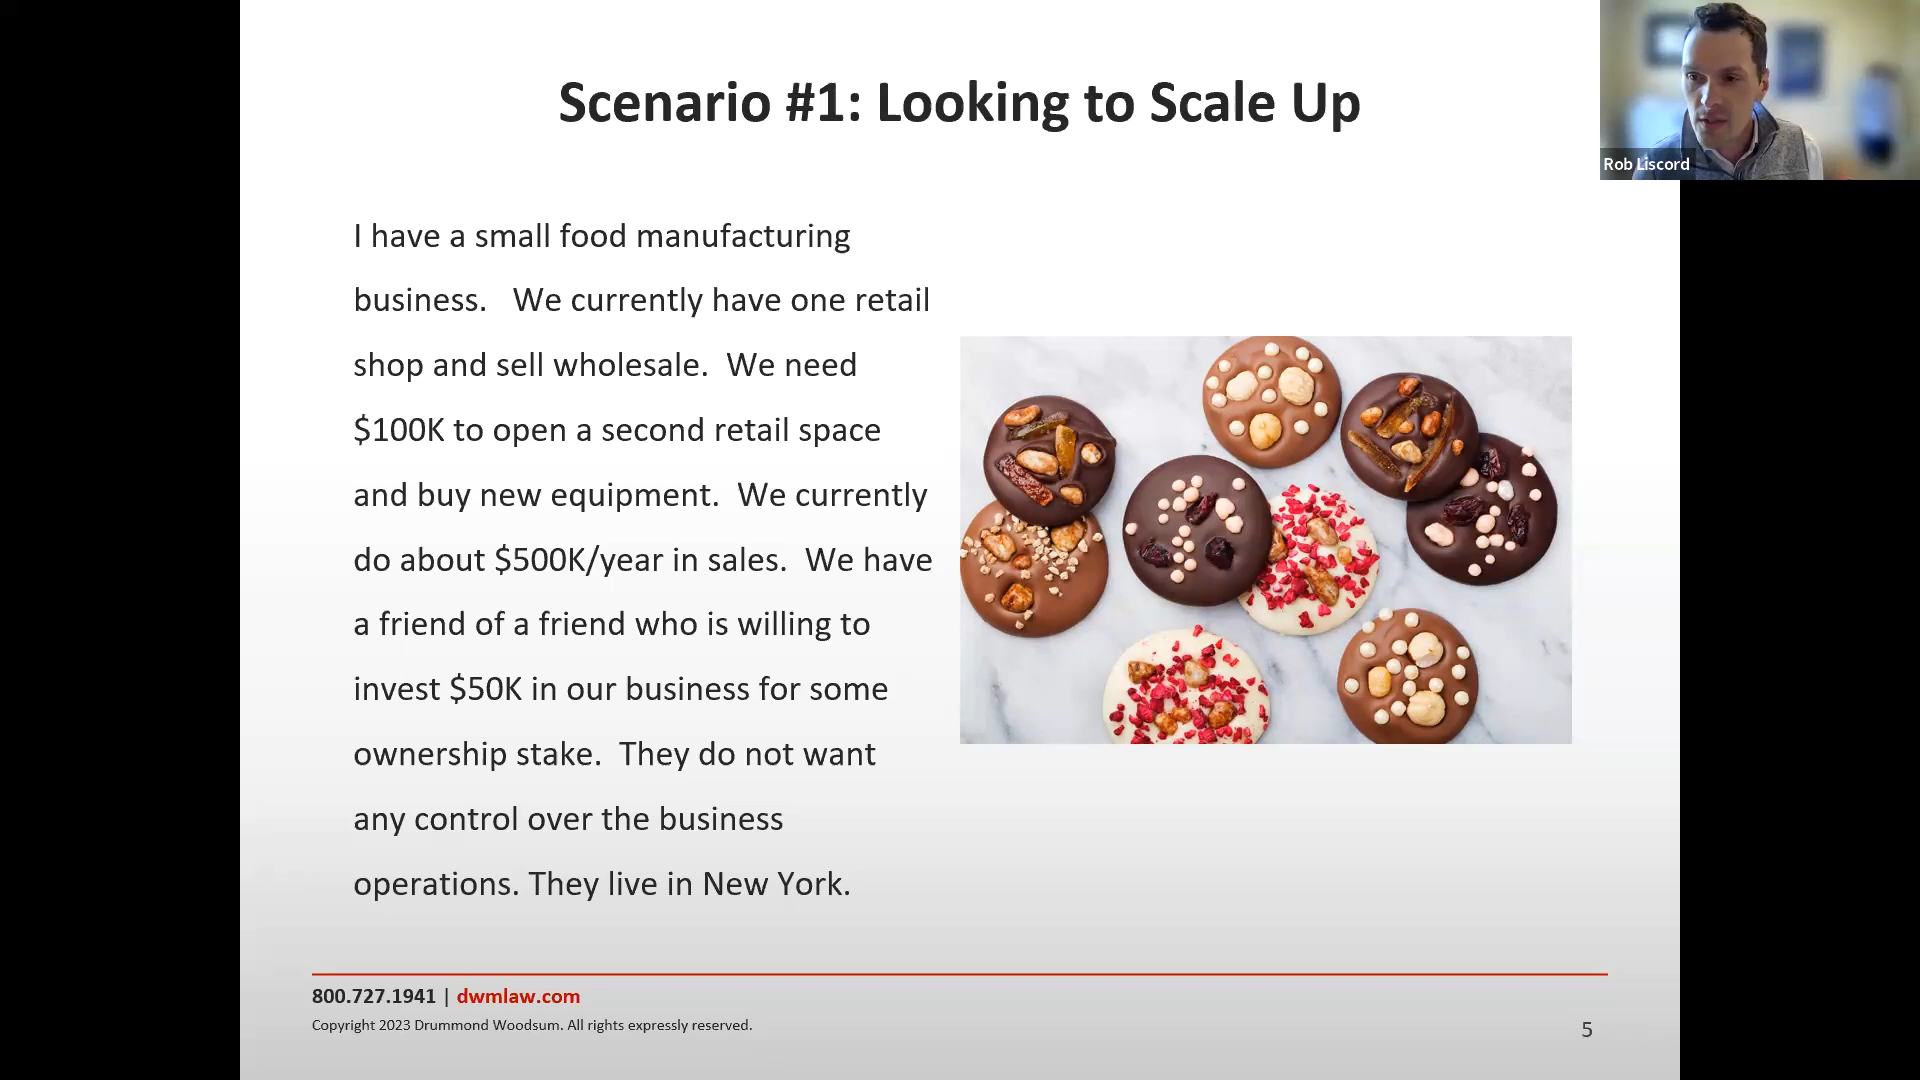 Scenario #1: Looking to Scale Up
Rob Liscord
I have a small food manufacturing
business. We currently have one retail
shop and sell wholesale. We need
$100K to open a second retail space
and buy new equipment. We currently
do about $500K/year in sales. We have
a friend of a friend who is willing to
invest $50K in our business for some
ownership stake. They do not want
any control over the business
operations. They live in New York.
800.727.1941 | dwmlaw.com
Copyright 2023 Drummond Woodsum. All rights expressly reserved.
5